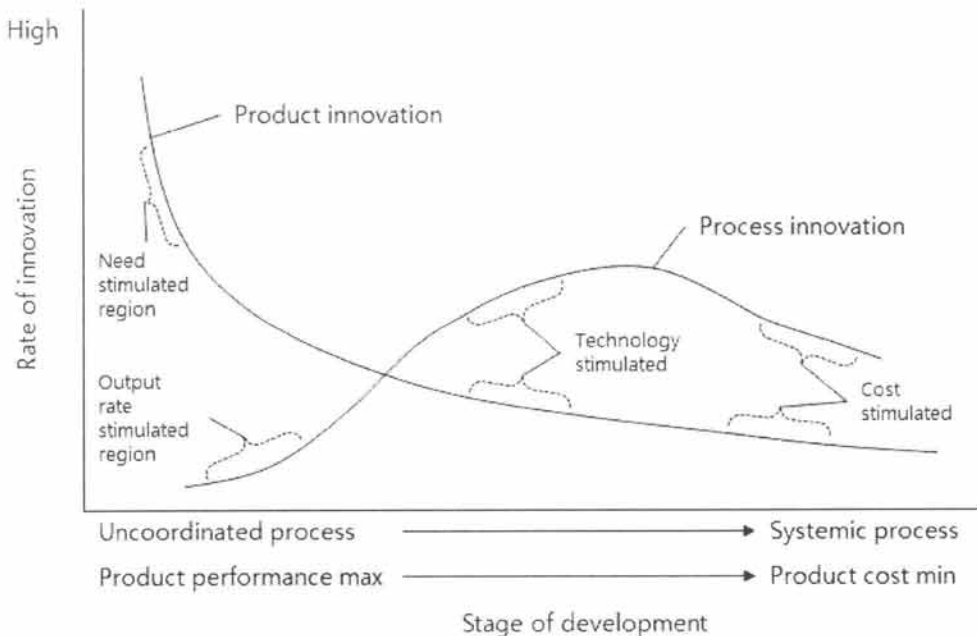 High
Product innovation
Process innovation
Rate of innovation
Need
stimulated
region
Technology
stimulated
Output
rate
stimulated
region
Cost
stimulated
Uncoordinated process
Systemic process
Product performance max
Product cost min
Stage of development